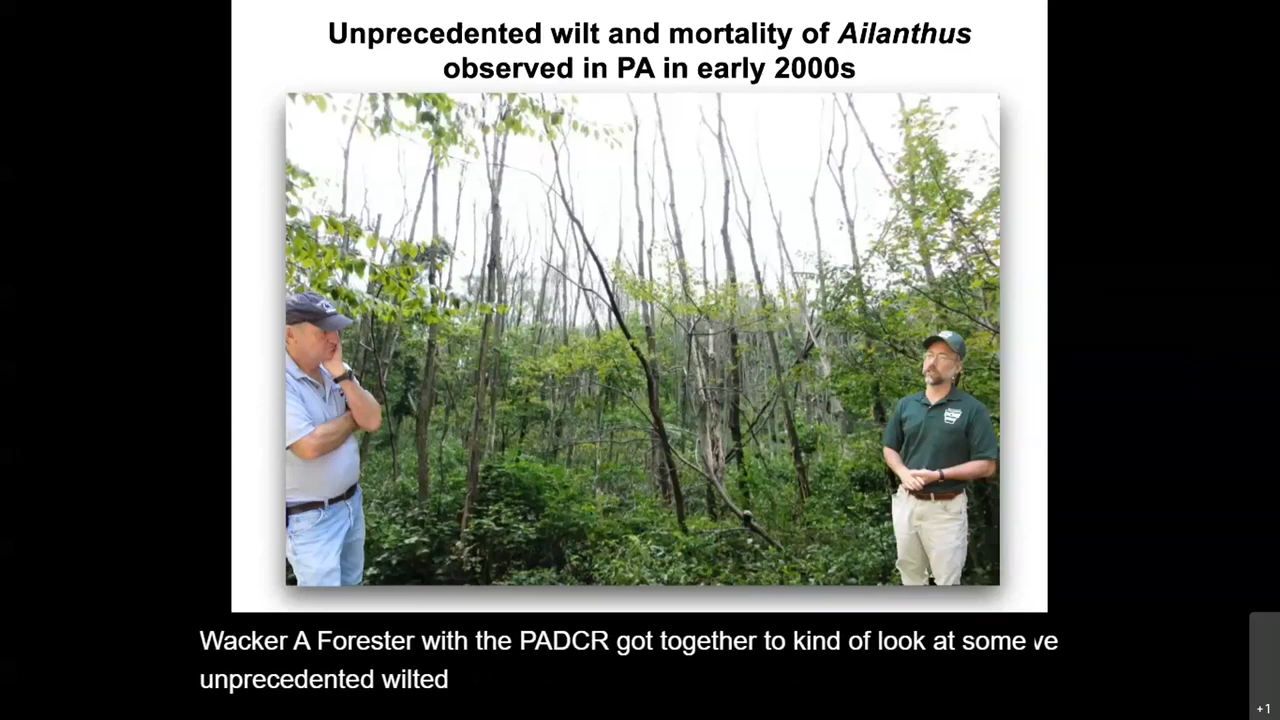 Unprecedented wilt and mortality of Ailanthus
observed in PA in early 2000s
Wacker A Forester with the PADCR got together to kind of look at some ve
unprecedented wilted
+1